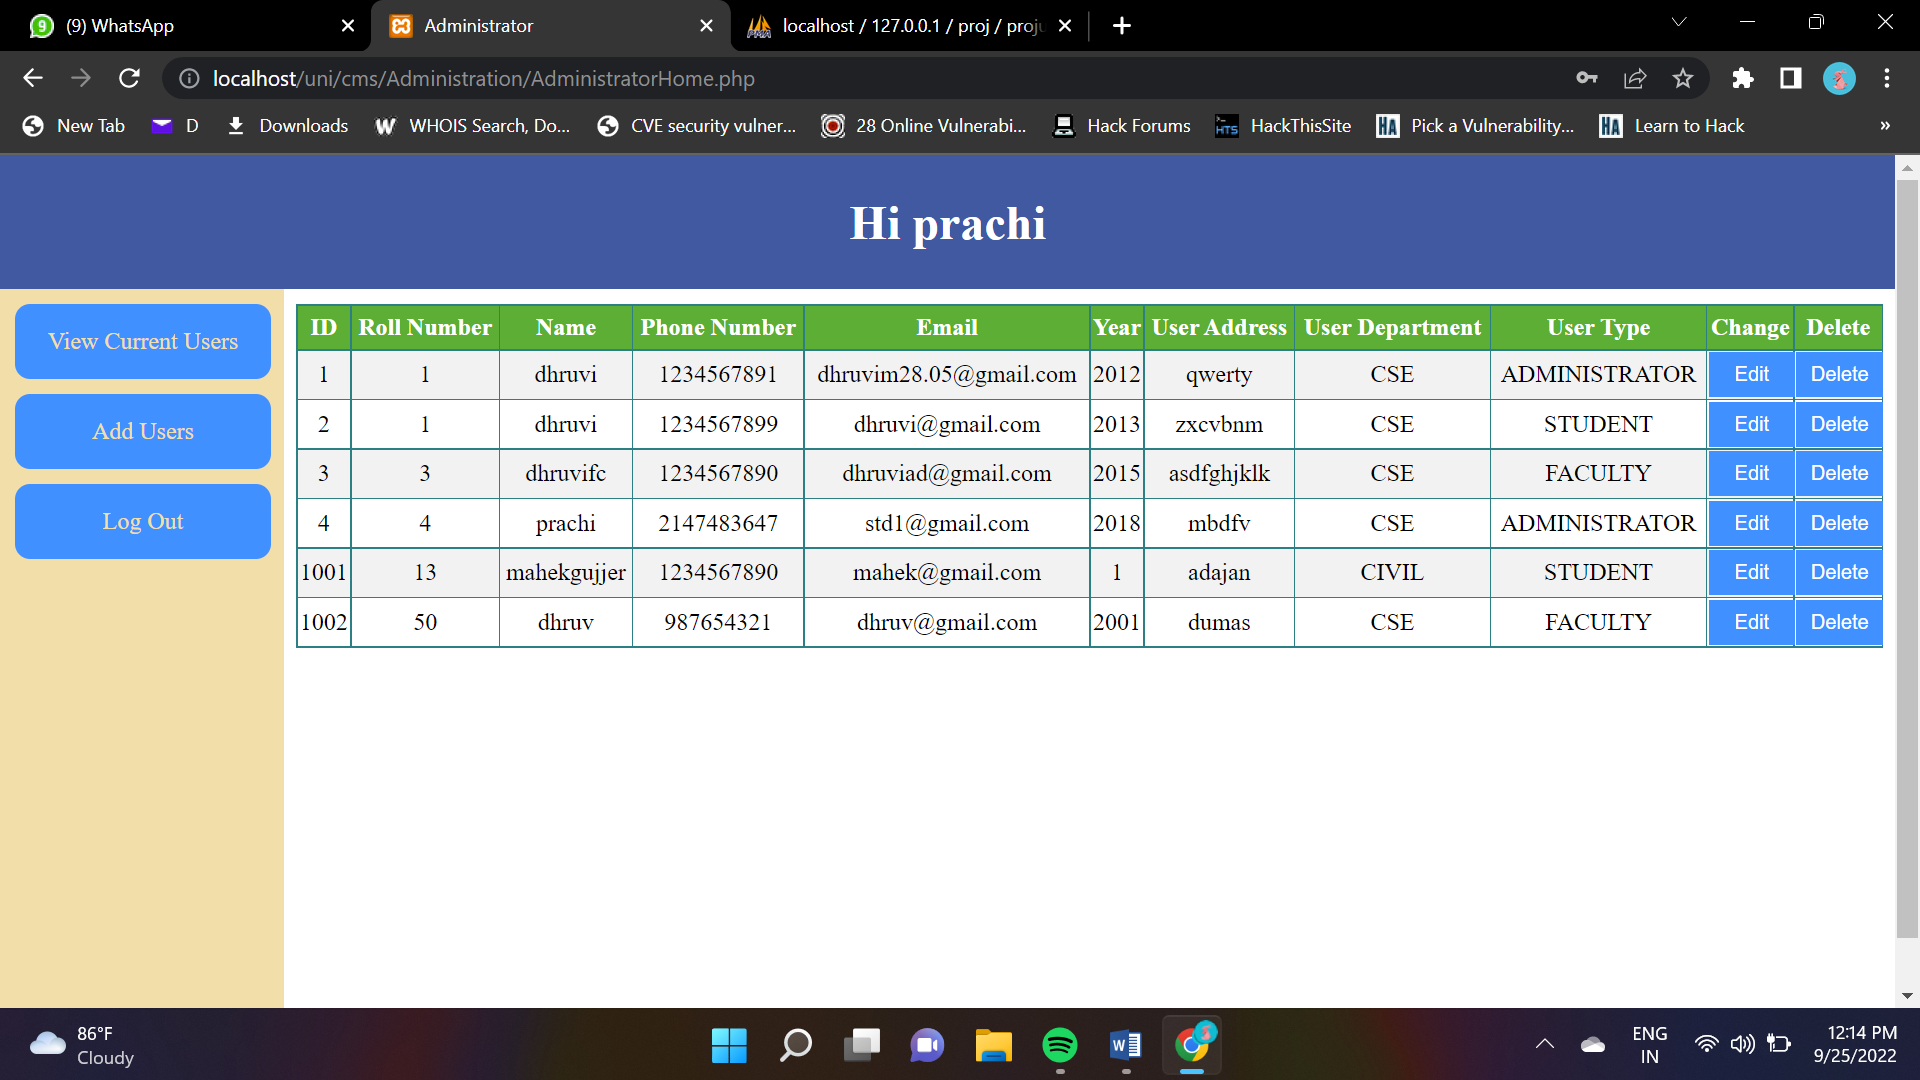 (9) WhatsApp
Administrator
localhost / 127.0.0.1 / proj / proju
localhost/uni/cms/Administration/AdministratorHome.php
New Tab D Downloads WHOIS Search, Do... CVE security vulner... 28 Online Vulnerabi... Hack Forums HackThisSite Pick a Vulnerability... Learn to Hack »
Hi prachi
View Current Users
Add Users
Log Out
ID Roll Number Name Phone Number Email Year User Address User Department User Type Change Delete
1 1 dhruvi 1234567891 dhruvim28.05@gmail.com 2012 qwerty CSE ADMINISTRATOR Edit Delete
2 1 dhruvi 1234567899 dhruvi@gmail.com 2013 zxcvbnm CSE STUDENT Edit Delete
3 3 dhruvifc 1234567890 dhruviad@gmail.com 2015 asdfghjklk CSE FACULTY Edit Delete
4 4 prachi 2147483647 std1@gmail.com 2018 mbdfv CSE ADMINISTRATOR Edit Delete
1001 13 mahekgujjer 1234567890 mahek@gmail.com 1 adajan CIVIL STUDENT Edit Delete
1002 50 dhruv 987654321 dhruv@gmail.com 2001 dumas CSE FACULTY Edit Delete
86°F
Cloudy
ENG
IN
12:14 PM
9/25/2022